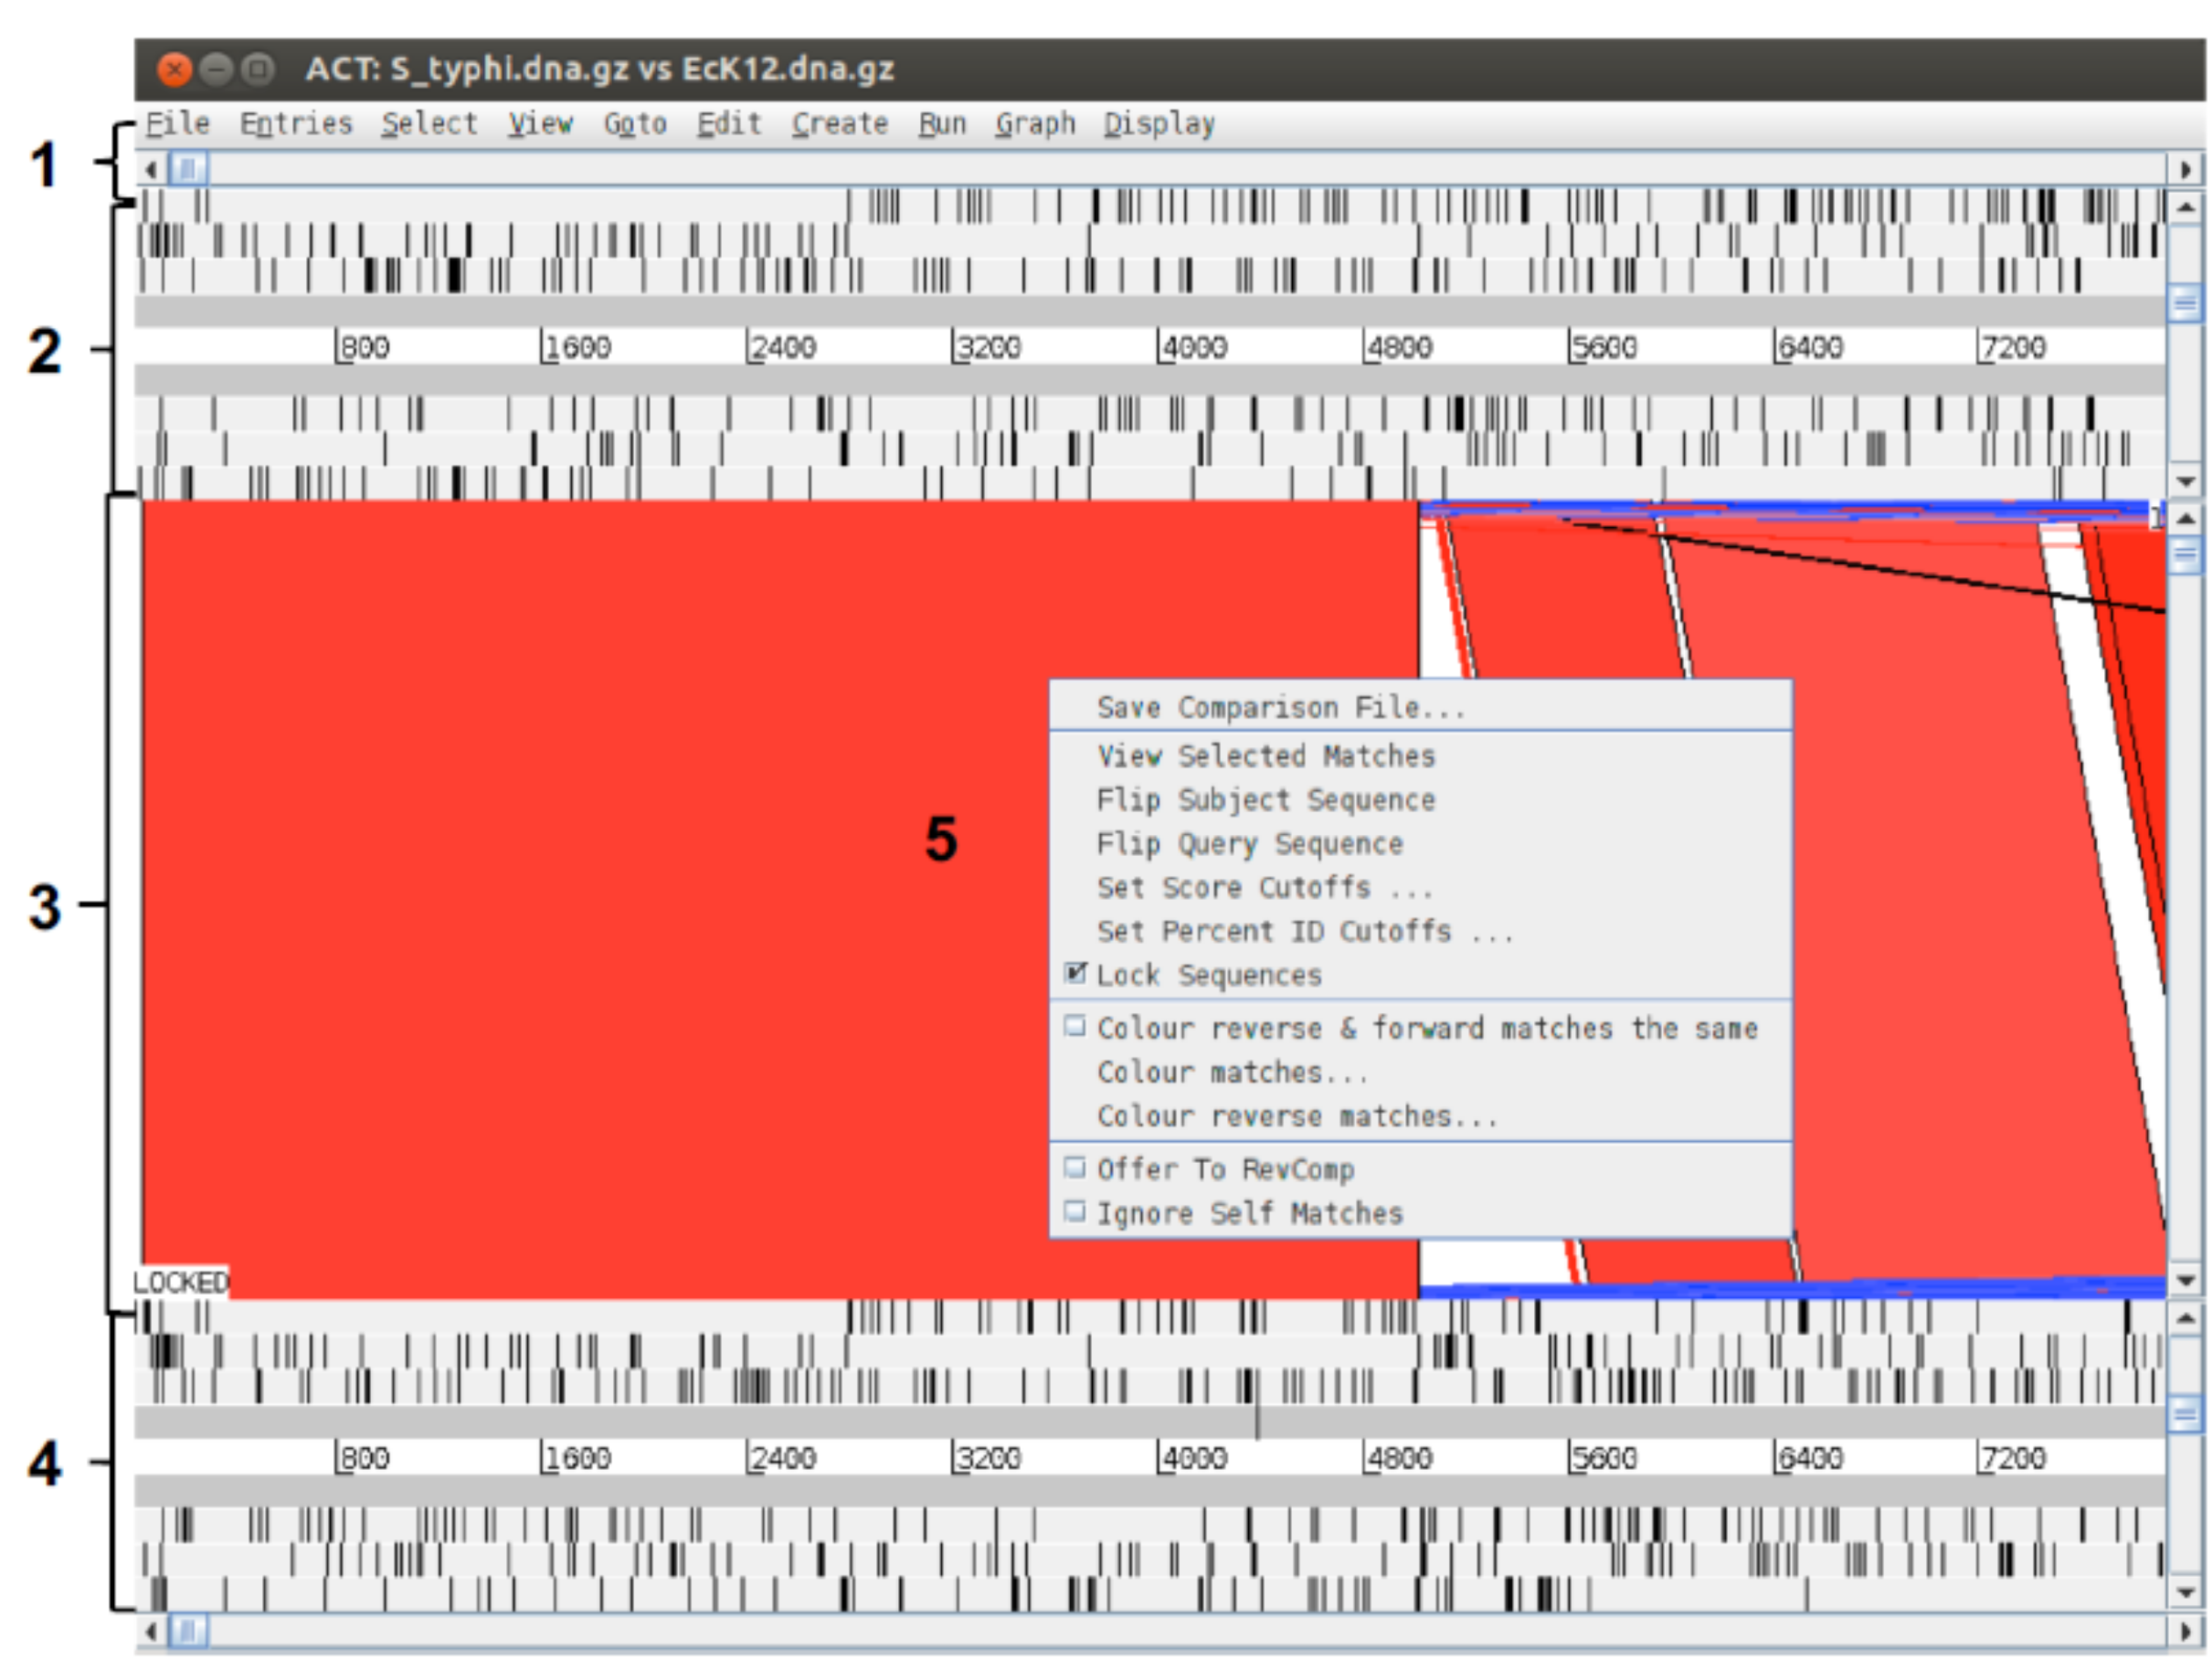 ACT: S_typhi.dna.gz vs EcK12.dna.gz
File Entries Select View Goto Edit Create Run Graph Display
1
2
800 1600 2400 3200 4000 4800 5600 6400 7200
1
Save Comparison File...
View Selected Matches
Flip Subject Sequence
5
Flip Query Sequence
Set Score Cutoffs ...
3
Set Percent ID Cutoffs ...
Lock Sequences
Colour reverse & forward matches the same
Colour matches...
Colour reverse matches...
Offer To RevComp
Ignore Self Matches
LOCKED
4
800 1600 2400 3200 4000 4800 5600 6400 7200